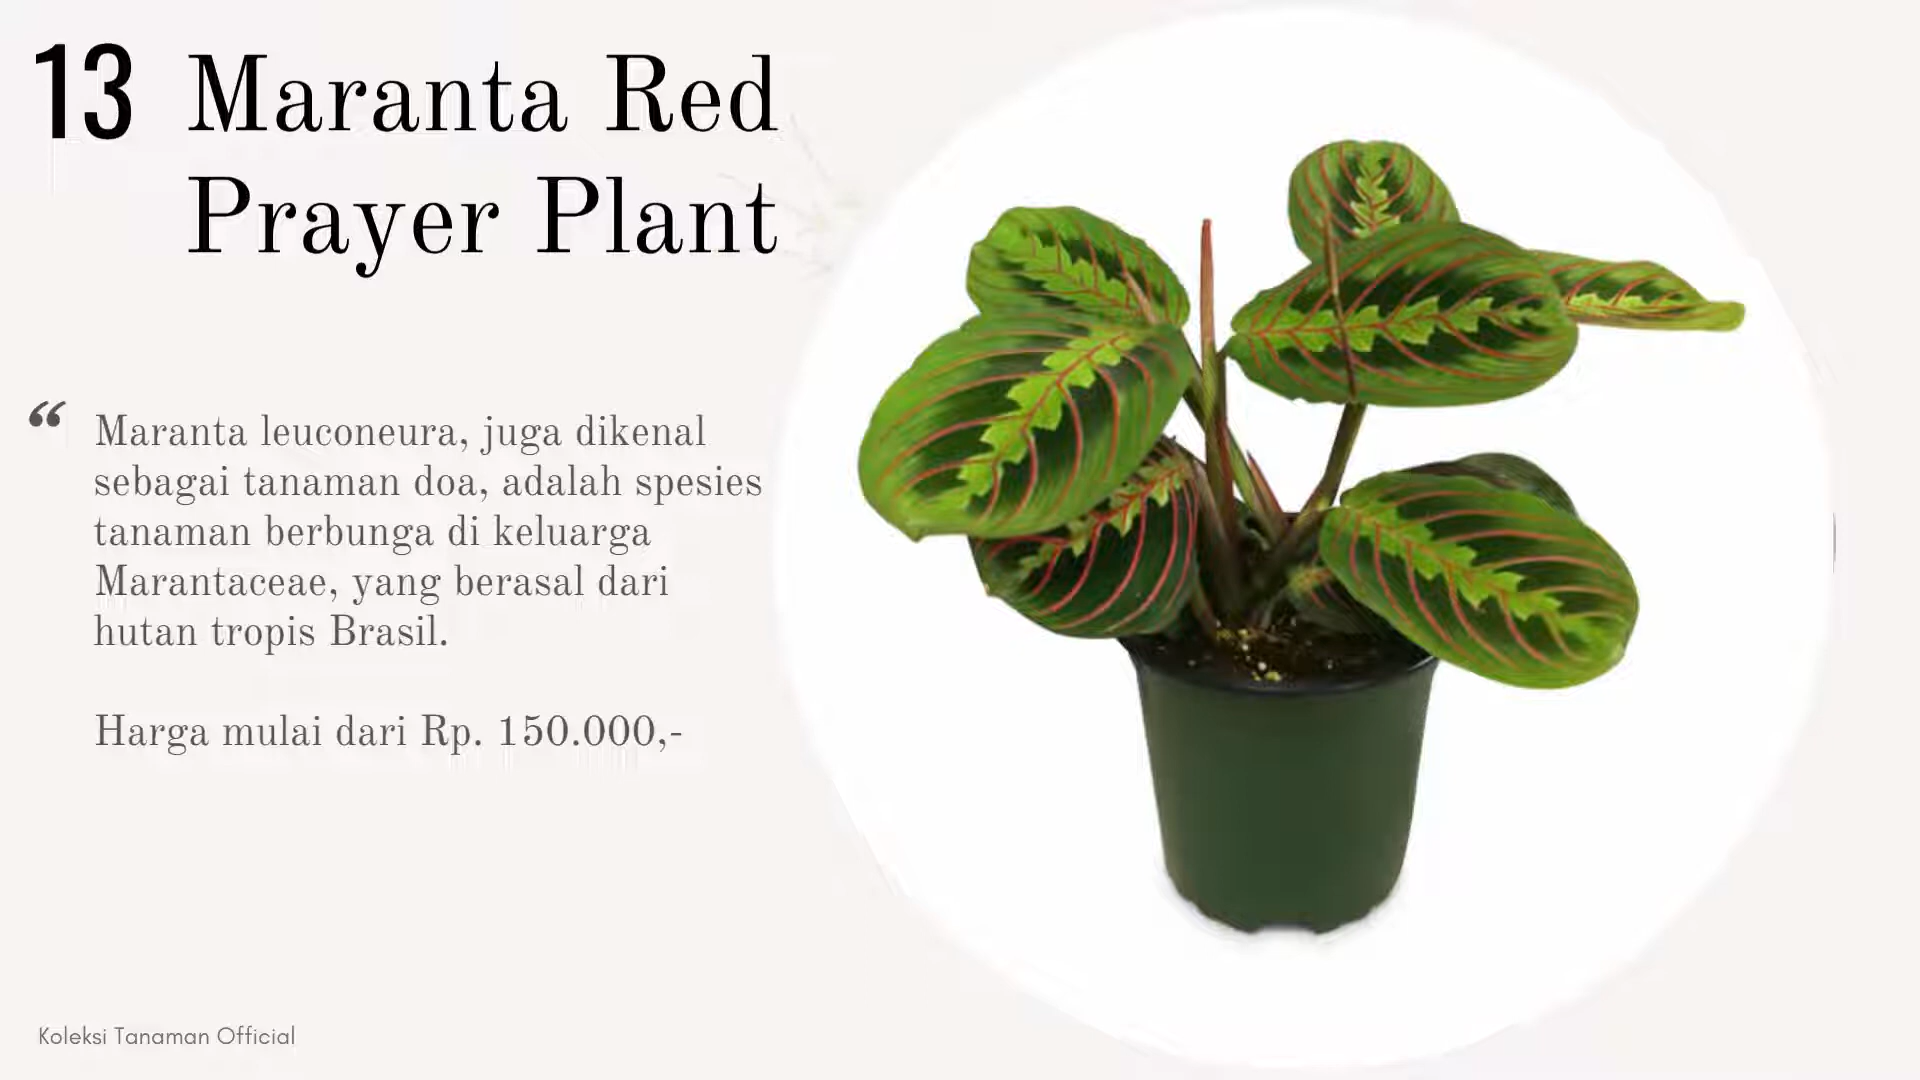 13 Maranta Red
Prayer Plant
“ Maranta leuconeura, juga dikenal
sebagai tanaman doa, adalah spesies
tanaman berbunga di keluarga
Marantaceae, yang berasal dari
hutan tropis Brasil.
Harga mulai dari Rp. 150.000,-
Koleksi Tanaman Official